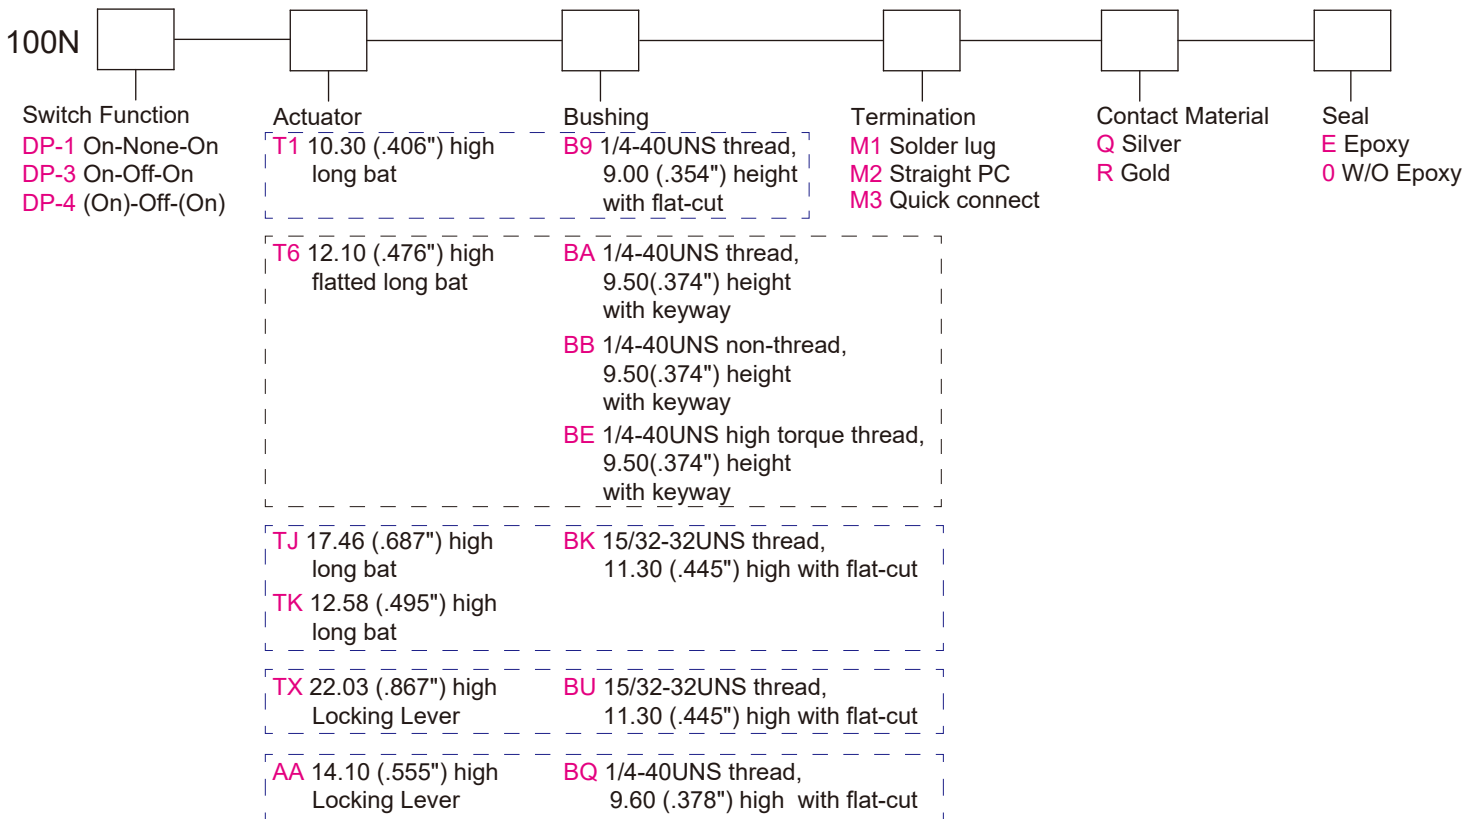 100N
Switch Function
DP-1 On-None-On
DP-3 On-Off-On
DP-4 (On)-Off-(On)
Actuator
T1 10.30 (.406") high
long bat
Bushing
B9 1/4-40UNS thread,
9.00 (.354") height
with flat-cut
T6 12.10 (.476") high
flatted long bat
BA 1/4-40UNS thread,
9.50(.374") height
with keyway
BB 1/4-40UNS non-thread,
9.50(.374") height
with keyway
BE 1/4-40UNS high torque thread,
9.50(.374") height
with keyway
TJ 17.46 (.687") high
long bat
TK 12.58 (.495") high
long bat
BK 15/32-32UNS thread,
11.30 (.445") high with flat-cut
TX 22.03 (.867") high
Locking Lever
BU 15/32-32UNS thread,
11.30 (.445") high with flat-cut
AA 14.10 (.555") high
Locking Lever
BQ 1/4-40UNS thread,
9.60 (.378") high with flat-cut
Termination
M1 Solder lug
M2 Straight PC
M3 Quick connect
Contact Material
Q Silver
R Gold
Seal
E Epoxy
0 W/O Epoxy